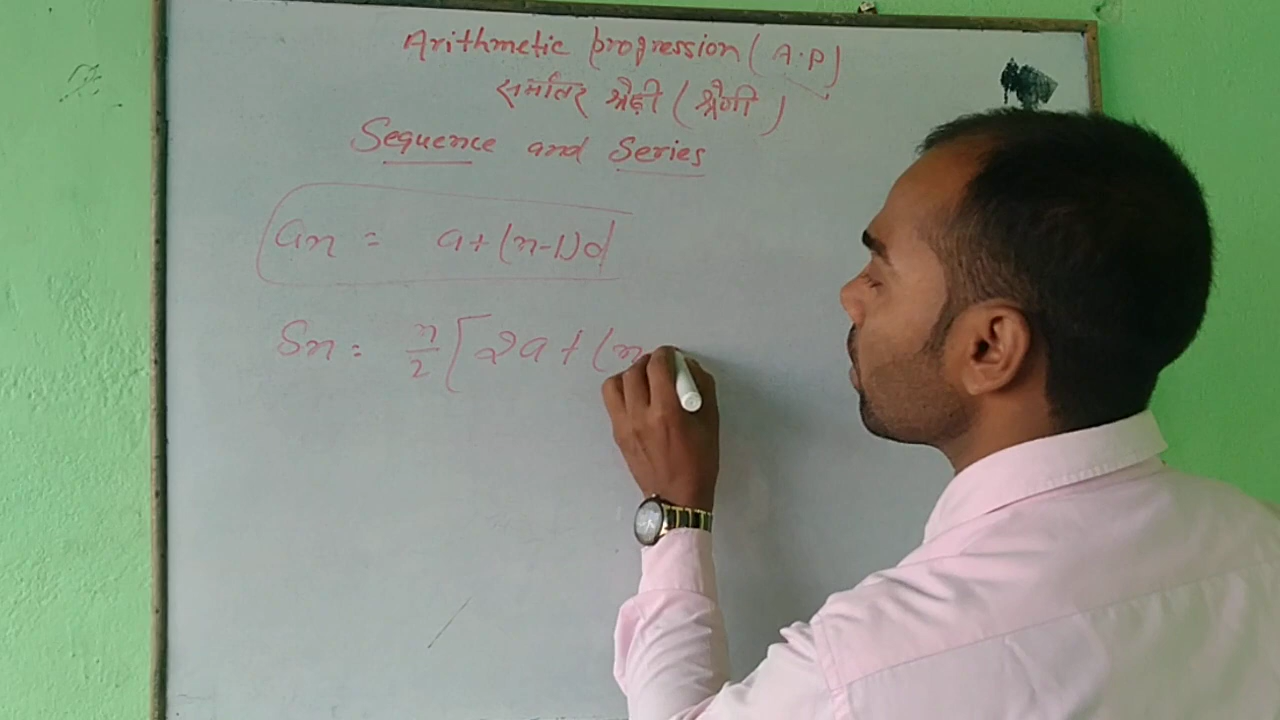 Arithmetic progression (A.P)
समांतर श्रेढ़ी (श्रेणी)
Sequence and Series
an = a+(n-1)d
Sn = n/2 [2a+(n